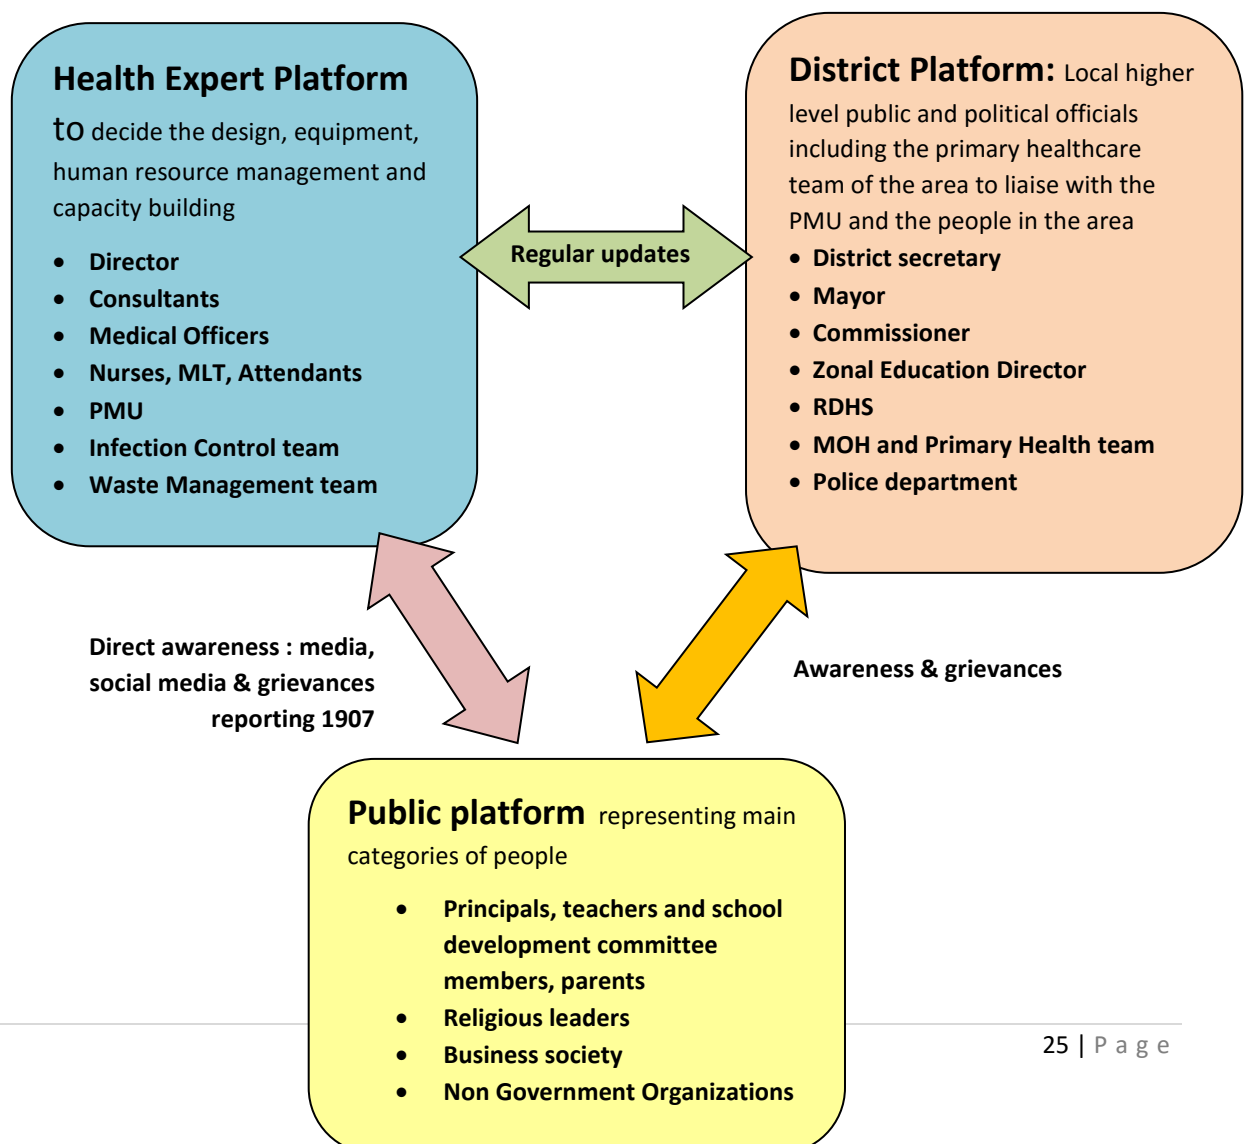 Health Expert Platform
to decide the design, equipment,
human resource management and
capacity building
• Director
• Consultants
• Medical Officers
• Nurses, MLT, Attendants
• PMU
• Infection Control team
• Waste Management team
Regular updates
District Platform: Local higher
level public and political officials
including the primary healthcare
team of the area to liaise with the
PMU and the people in the area
• District secretary
• Mayor
• Commissioner
• Zonal Education Director
• RDHS
• MOH and Primary Health team
• Police department
Direct awareness : media,
social media & grievances
reporting 1907
Awareness & grievances
Public platform representing main
categories of people
• Principals, teachers and school
development committee
members, parents
• Religious leaders
• Business society
• Non Government Organizations
25 | Page